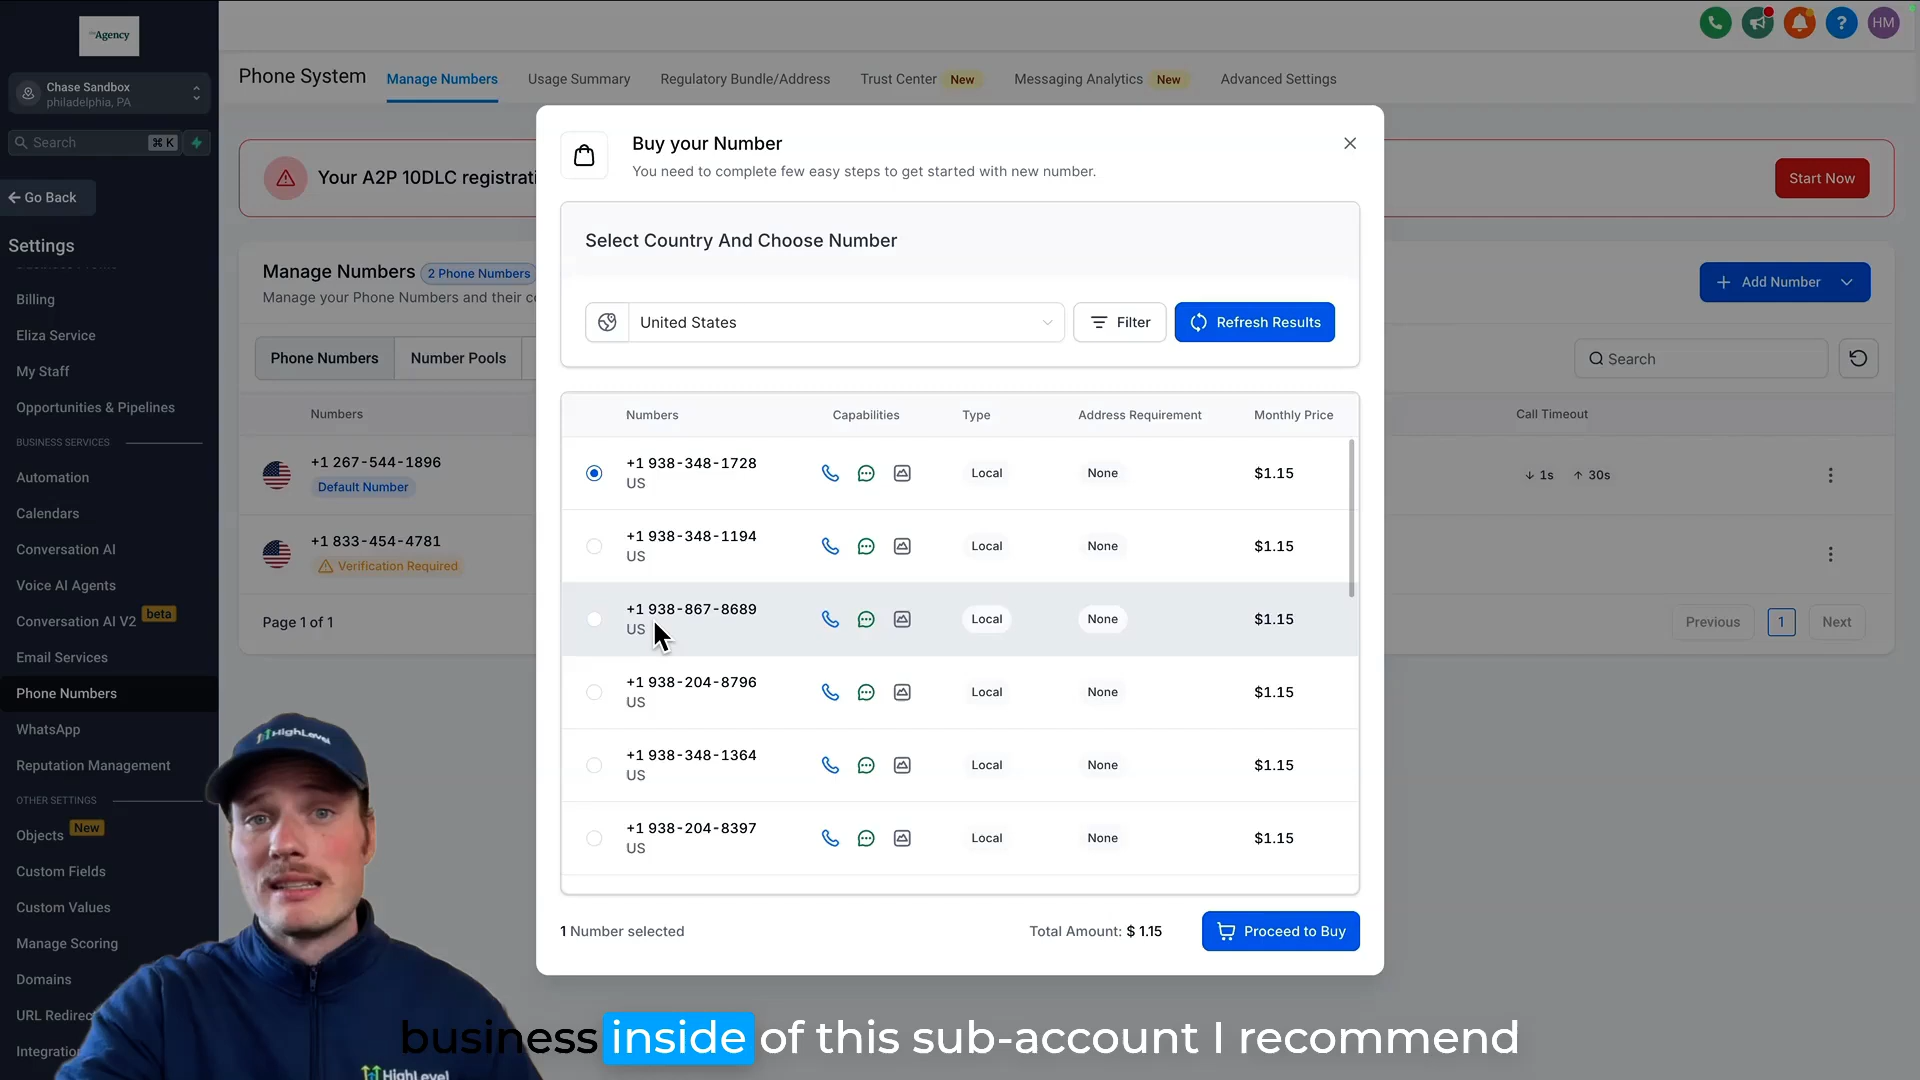 Agency
Chase Sandbox
philadelphia, PA
Search
⌘ K
Go Back
Settings
Billing
Eliza Service
My Staff
Opportunities & Pipelines
BUSINESS SERVICES
Automation
Calendars
Conversation AI
Voice AI Agents
Conversation AI V2 beta
Email Services
Phone Numbers
WhatsApp
Reputation Management
OTHER SETTINGS
Objects New
Custom Fields
Custom Values
Manage Scoring
Domains
URL Redirec
Integration
HM
Phone System
Manage Numbers
Usage Summary
Regulatory Bundle/Address
Trust Center New
Messaging Analytics New
Advanced Settings
Your A2P 10DLC registrati
Start Now
Manage Numbers 2 Phone Numbers
Manage your Phone Numbers and their c
Add Number
Phone Numbers
Number Pools
Search
Numbers
Call Timeout
+1 267-544-1896
Default Number
↓ 1s ↑ 30s
+1 833-454-4781
Verification Required
Page 1 of 1
Previous
1
Next
Buy your Number
You need to complete few easy steps to get started with new number.
Select Country And Choose Number
United States
Filter
Refresh Results
Numbers Capabilities Type Address Requirement Monthly Price
+1 938-348-1728 Local None $1.15
US
+1 938-348-1194 Local None $1.15
US
+1 938-867-8689 Local None $1.15
US
+1 938-204-8796 Local None $1.15
US
+1 938-348-1364 Local None $1.15
US
+1 938-204-8397 Local None $1.15
US
1 Number selected
Total Amount: $ 1.15
Proceed to Buy
HighLevel
business inside of this sub-account I recommend
HighLevel